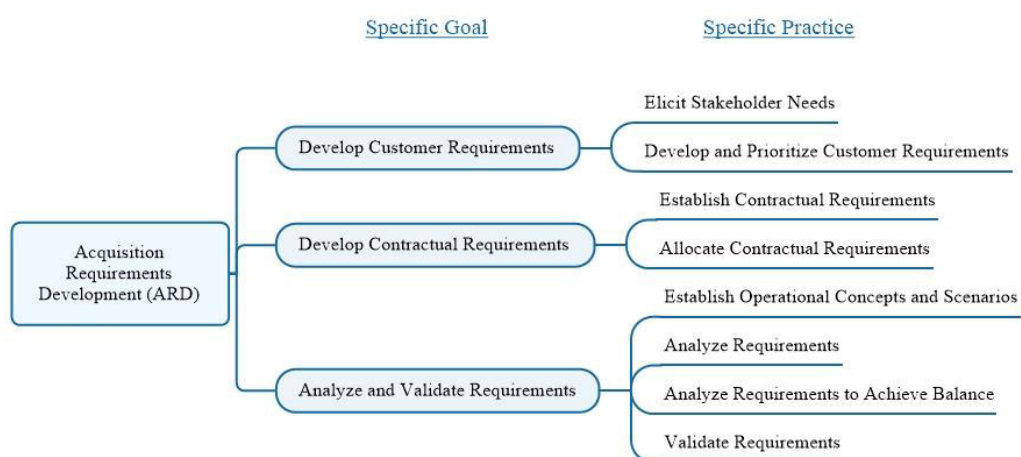 Specific Goal
Specific Practice
Elicit Stakeholder Needs
Develop Customer Requirements
Develop and Prioritize Customer Requirements
Establish Contractual Requirements
Acquisition
Requirements
Development (ARD)
Develop Contractual Requirements
Allocate Contractual Requirements
Establish Operational Concepts and Scenarios
Analyze Requirements
Analyze and Validate Requirements
Analyze Requirements to Achieve Balance
Validate Requirements